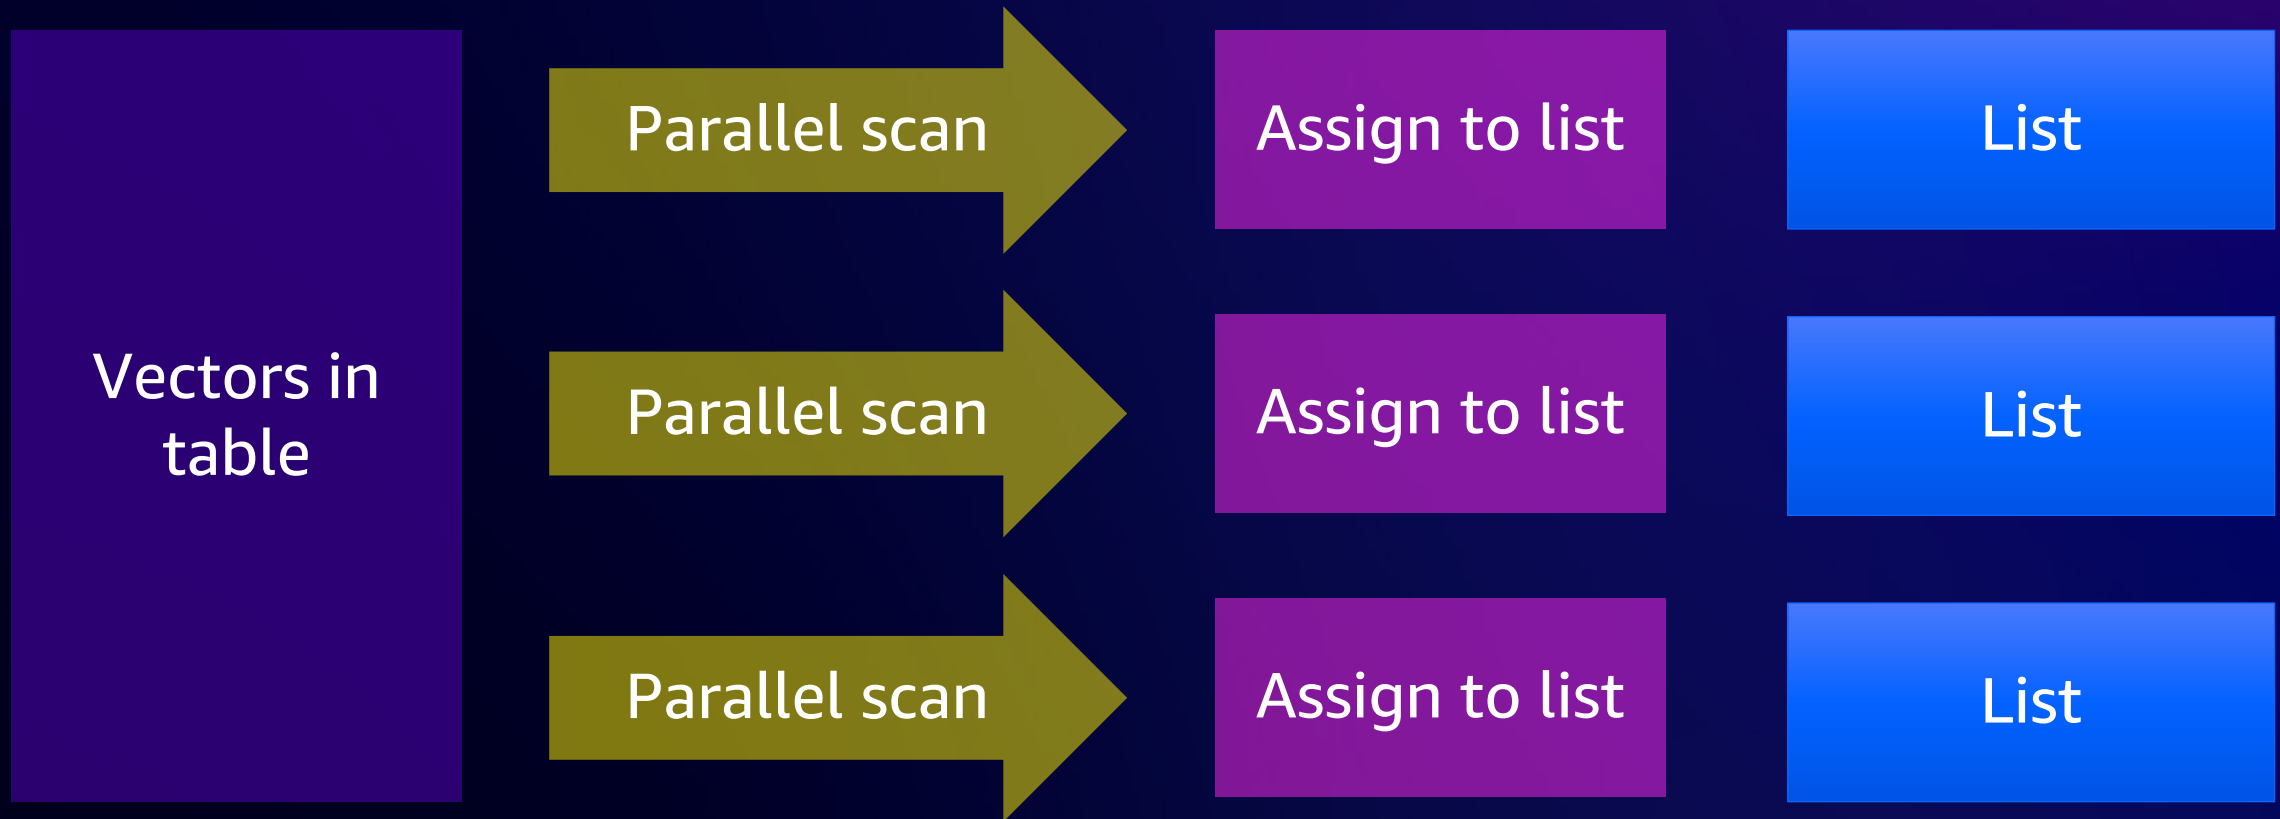 Vectors in
table
Parallel scan
Assign to list
List
Parallel scan
Assign to list
List
Parallel scan
Assign to list
List